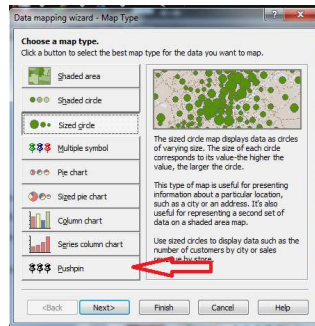 Data mapping wizard - Map Type
Choose a map type.
Click a button to select the best map type for the data you want to map.
Shaded area
Shaded circle
Sized circle
Multiple symbol
Pie chart
Sized pie chart
Column chart
Series column chart
Pushpin
The sized circle map displays data as circles
of varying size. The size of each circle
corresponds to its value-the higher the
value, the larger the circle.
This type of map is useful for presenting
information about a particular location,
such as a city or an address. It's also
useful for representing a second set of
data on a shaded area map.
Use sized circles to display data such as the
number of customers by city or sales
revenue by store.
<Back
Next>
Finish
Cancel
Help